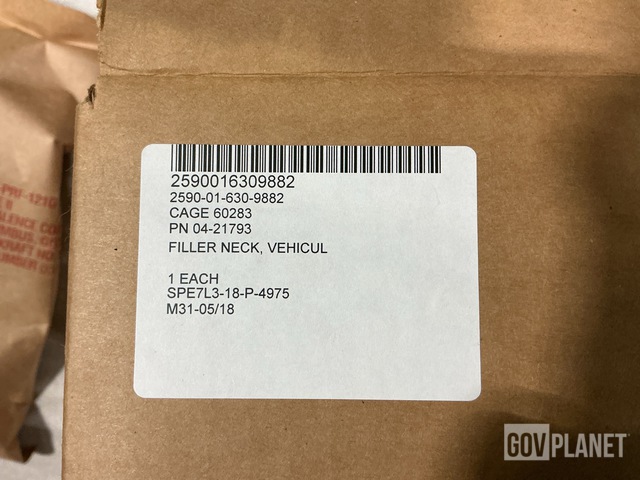 2590016309882
2590-01-630-9882
CAGE 60283
PN 04-21793
FILLER NECK, VEHICUL
1 EACH
SPE7L3-18-P-4975
M31-05/18
GOVPLANET